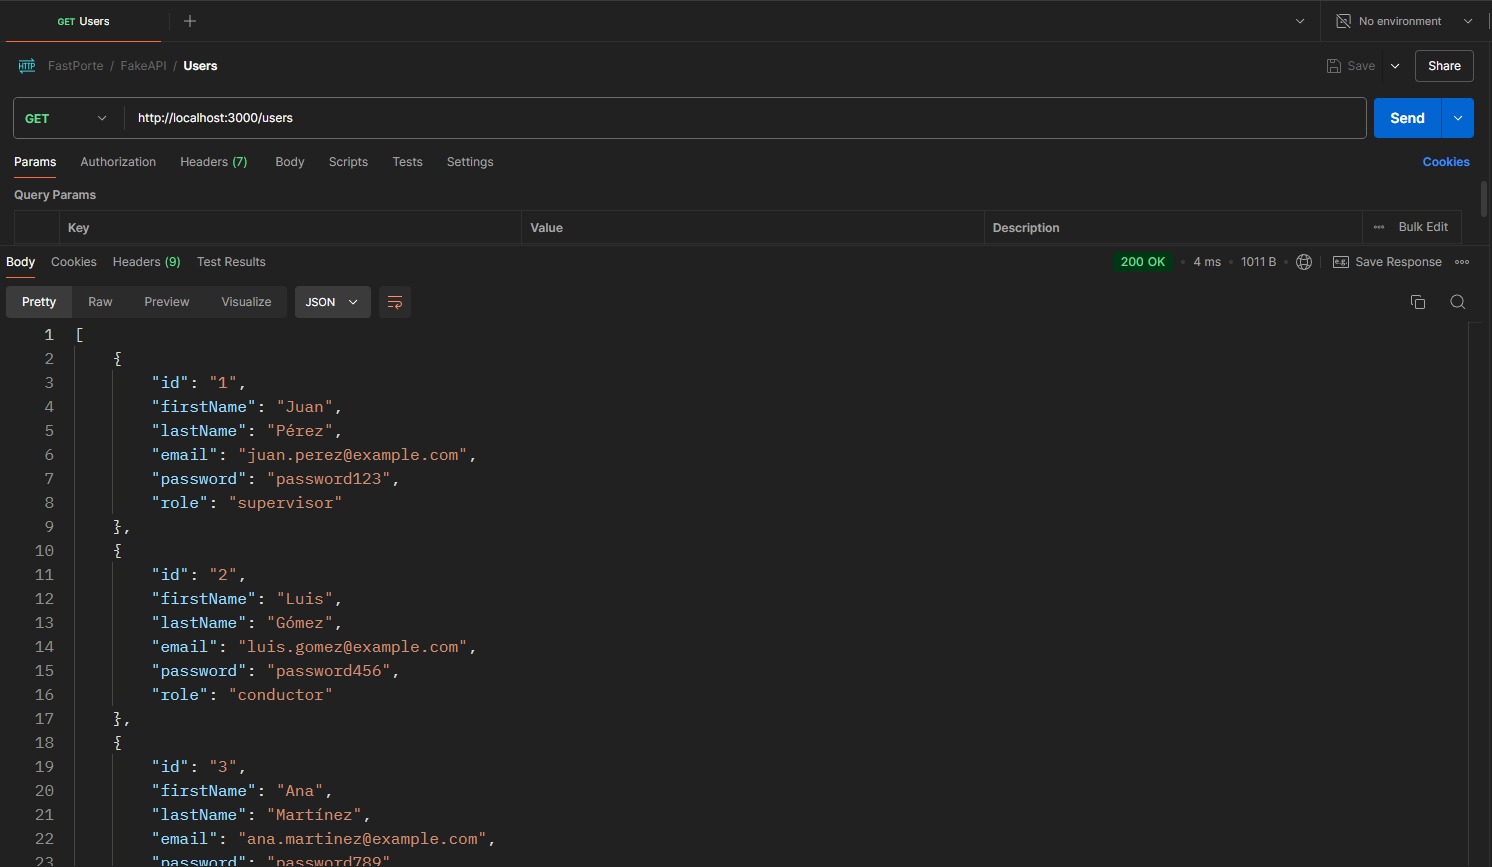 GET Users
No environment
HTTP FastPorte / FakeAPI / Users
Save Share
GET http://localhost:3000/users Send
Params Authorization Headers (7) Body Scripts Tests Settings Cookies
Query Params
Key Value Description Bulk Edit
Body Cookies Headers (9) Test Results 200 OK 4 ms 1011 B e.g. Save Response
Pretty Raw Preview Visualize JSON
1 [
2 {
3 "id": "1",
4 "firstName": "Juan",
5 "lastName": "Pérez",
6 "email": "juan.perez@example.com",
7 "password": "password123",
8 "role": "supervisor"
9 },
10 {
11 "id": "2",
12 "firstName": "Luis",
13 "lastName": "Gómez",
14 "email": "luis.gomez@example.com",
15 "password": "password456",
16 "role": "conductor"
17 },
18 {
19 "id": "3",
20 "firstName": "Ana",
21 "lastName": "Martínez",
22 "email": "ana.martinez@example.com",
23 "password": "password789"